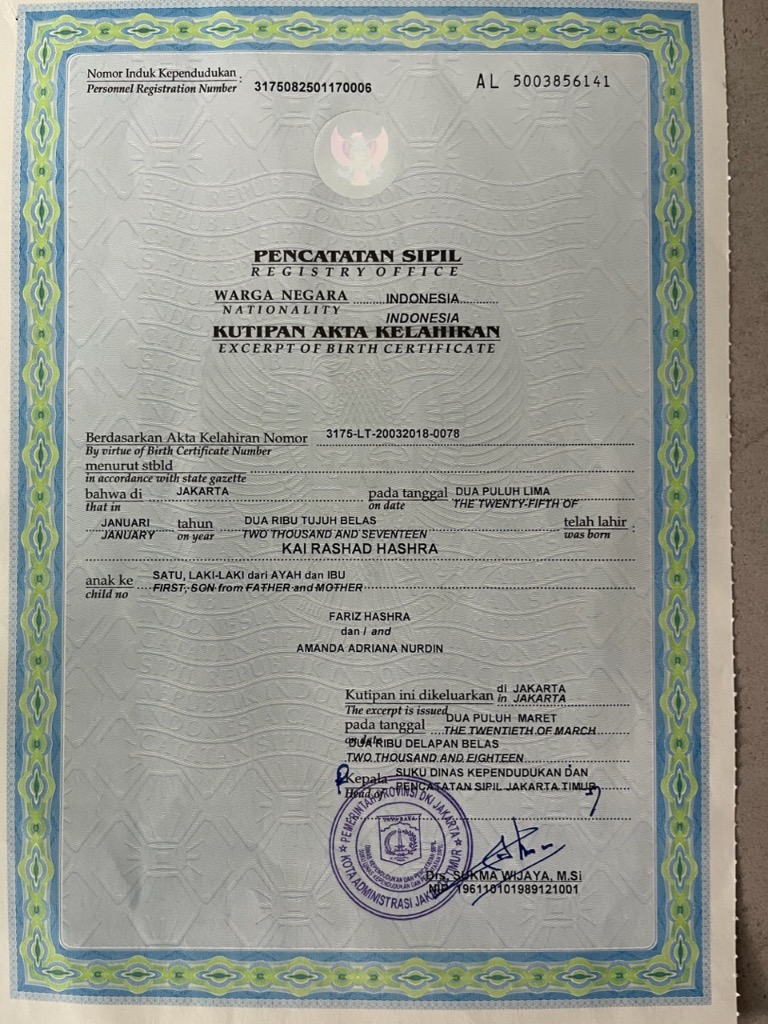 Nomor Induk Kependudukan : 3175082501170006
Personnel Registration Number
AL 5003856141
PENCATATAN SIPIL
REGISTRY OFFICE
WARGA NEGARA ......... INDONESIA ..........
NATIONALITY INDONESIA
KUTIPAN AKTA KELAHIRAN
EXCERPT OF BIRTH CERTIFICATE
Berdasarkan Akta Kelahiran Nomor 3175-LT-20032018-0078
By virtue of Birth Certificate Number
menurut stbld
in accordance with state gazette
bahwa di JAKARTA pada tanggal DUA PULUH LIMA
that in on date THE TWENTY-FIFTH OF
JANUARI tahun DUA RIBU TUJUH BELAS telah lahir :
JANUARY on year TWO THOUSAND AND SEVENTEEN was born
KAI RASHAD HASHRA
anak ke SATU, LAKI-LAKI dari AYAH dan IBU
child no FIRST, SON from FATHER and MOTHER
FARIZ HASHRA
dan / and
AMANDA ADRIANA NURDIN
Kutipan ini dikeluarkan di JAKARTA
The excerpt is issued in JAKARTA
pada tanggal DUA PULUH MARET
on date THE TWENTIETH OF MARCH
DUA RIBU DELAPAN BELAS
TWO THOUSAND AND EIGHTEEN
Kepala SUKU DINAS KEPENDUDUKAN DAN
Head of PENCATATAN SIPIL JAKARTA TIMUR
PEMERINTAH PROVINSI DKI JAKARTA
JAYA RAYA
KOTA ADMINISTRASI JAKARTA TIMUR
Drs. SUKMA WIJAYA, M.Si
NIP. 196110101989121001